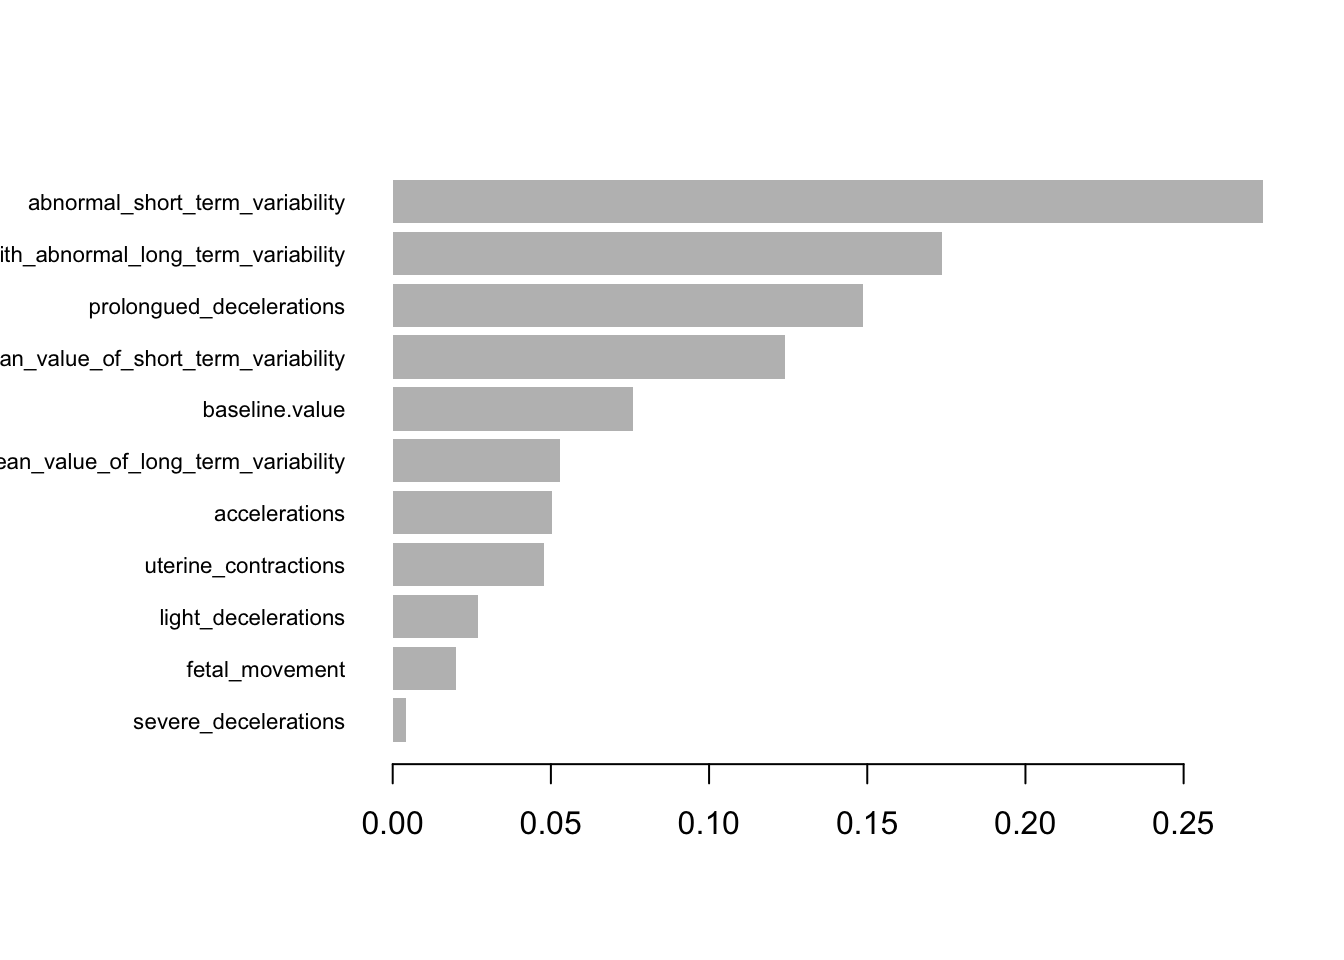 abnormal_short_term_variability
ith_abnormal_long_term_variability
prolongued_decelerations
an_value_of_short_term_variability
baseline.value
ean_value_of_long_term_variability
accelerations
uterine_contractions
light_decelerations
fetal_movement
severe_decelerations
0.00 0.05 0.10 0.15 0.20 0.25